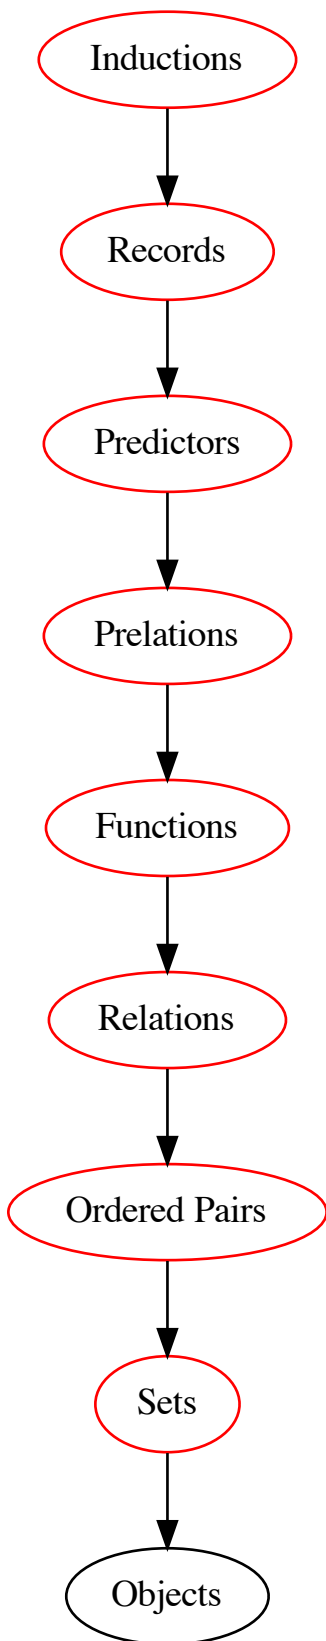 Inductions
Records
Predictors
Prelations
Functions
Relations
Ordered Pairs
Sets
Objects